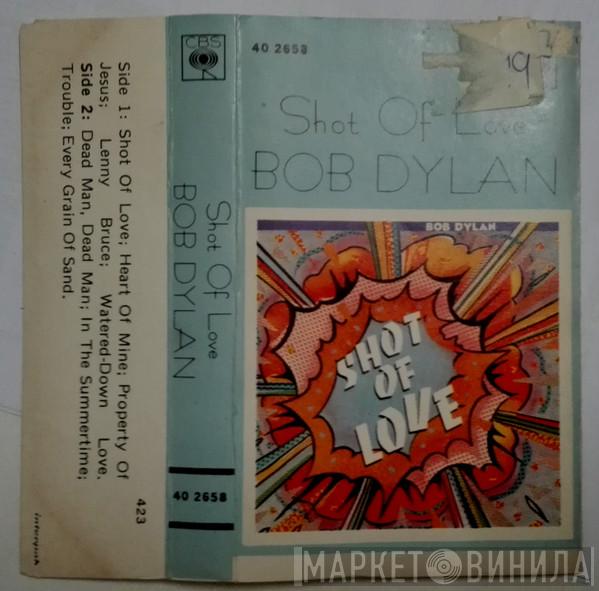 Side 1: Shot Of Love; Heart Of Mine; Property Of
Jesus; Lenny Bruce; Watered-Down Love.
Side 2: Dead Man, Dead Man; In The Summertime;
Trouble; Every Grain Of Sand.
423
CBS
Shot Of Love
BOB DYLAN
40 2658
40 2658
19
Shot Of Love
BOB DYLAN
BOB DYLAN
SHOT
OF
LOVE
МАРКЕТ ВИНИЛА